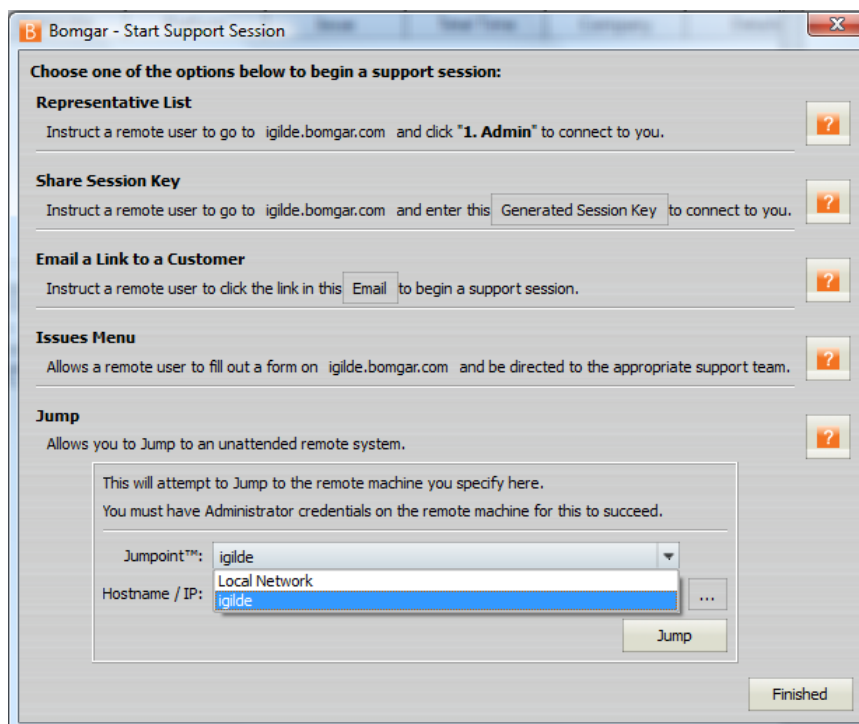 Issue Total Time Company
Bomgar - Start Support Session
Choose one of the options below to begin a support session:
Representative List
Instruct a remote user to go to igilde.bomgar.com and click "1. Admin" to connect to you.
?
Share Session Key
Instruct a remote user to go to igilde.bomgar.com and enter this Generated Session Key to connect to you.
?
Email a Link to a Customer
Instruct a remote user to click the link in this Email to begin a support session.
?
Issues Menu
Allows a remote user to fill out a form on igilde.bomgar.com and be directed to the appropriate support team.
?
Jump
Allows you to Jump to an unattended remote system.
?
This will attempt to Jump to the remote machine you specify here.
You must have Administrator credentials on the remote machine for this to succeed.
Jumpoint™: igilde
Local Network
Hostname / IP: igilde ...
Jump
Finished